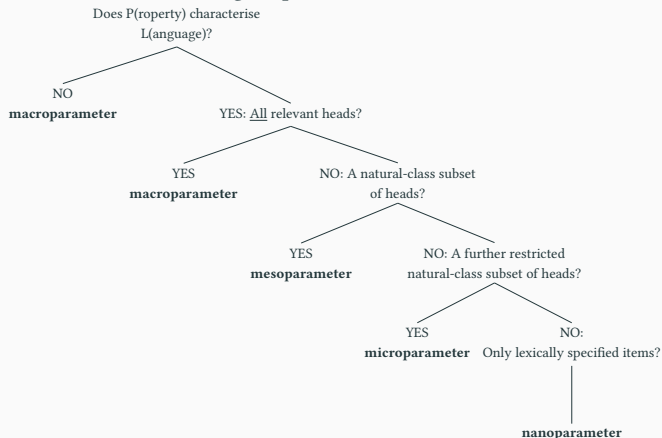 Does P(roperty) characterise
L(anguage)?
NO
macroparameter
YES: All relevant heads?
YES
macroparameter
NO: A natural-class subset
of heads?
YES
mesoparameter
NO: A further restricted
natural-class subset of heads?
YES
microparameter
NO:
Only lexically specified items?
nanoparameter